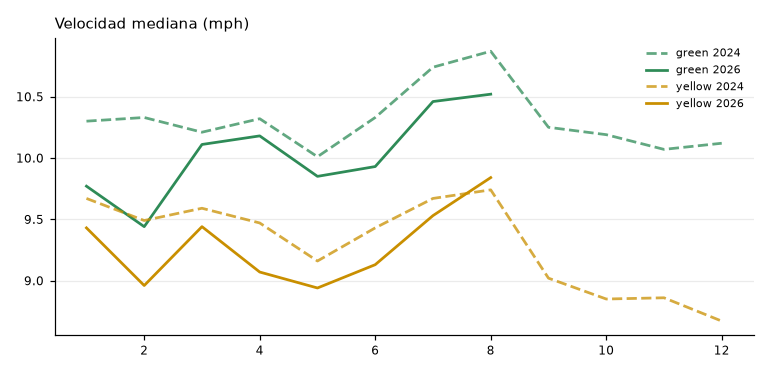 Velocidad mediana (mph)
green 2024
green 2026
yellow 2024
yellow 2026
10.5
10.0
9.5
9.0
2 4 6 8 10 12